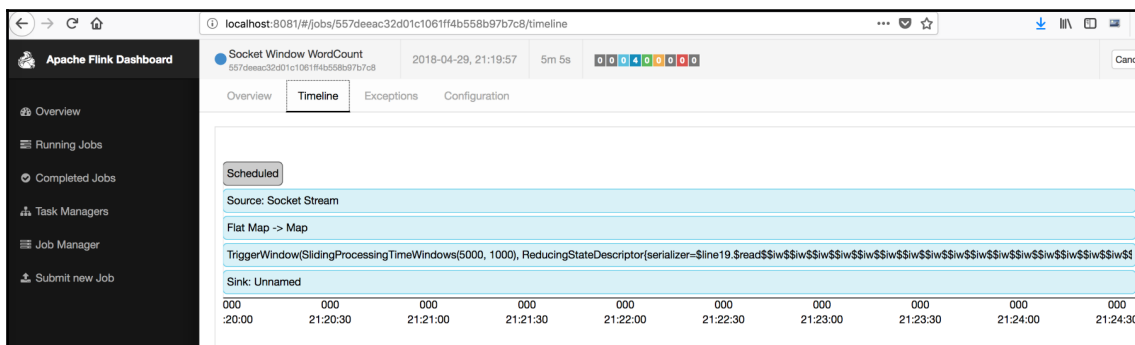 localhost:8081/#/jobs/557deeac32d01c1061ff4b558b97b7c8/timeline
Apache Flink Dashboard
Socket Window WordCount
557deeac32d01c1061ff4b558b97b7c8
2018-04-29, 21:19:57
5m 5s
0 0 0 4 0 0 0 0 0
Canc
Overview
Timeline
Exceptions
Configuration
Overview
Running Jobs
Completed Jobs
Task Managers
Job Manager
Submit new Job
Scheduled
Source: Socket Stream
Flat Map -> Map
TriggerWindow(SlidingProcessingTimeWindows(5000, 1000), ReducingStateDescriptor{serializer=$line19.$read$$iw$$iw$$iw$$iw$$iw$$iw$$iw$$iw$$iw$$iw$$iw$$iw$$iw$$iw$$iw$$iw$$
Sink: Unnamed
000 000 000 000 000 000 000 000 000 000
:20:00 21:20:30 21:21:00 21:21:30 21:22:00 21:22:30 21:23:00 21:23:30 21:24:00 21:24:30